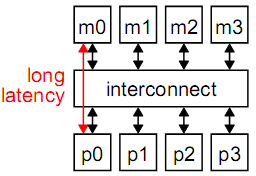 m0 m1 m2 m3
long
latency
interconnect
p0 p1 p2 p3